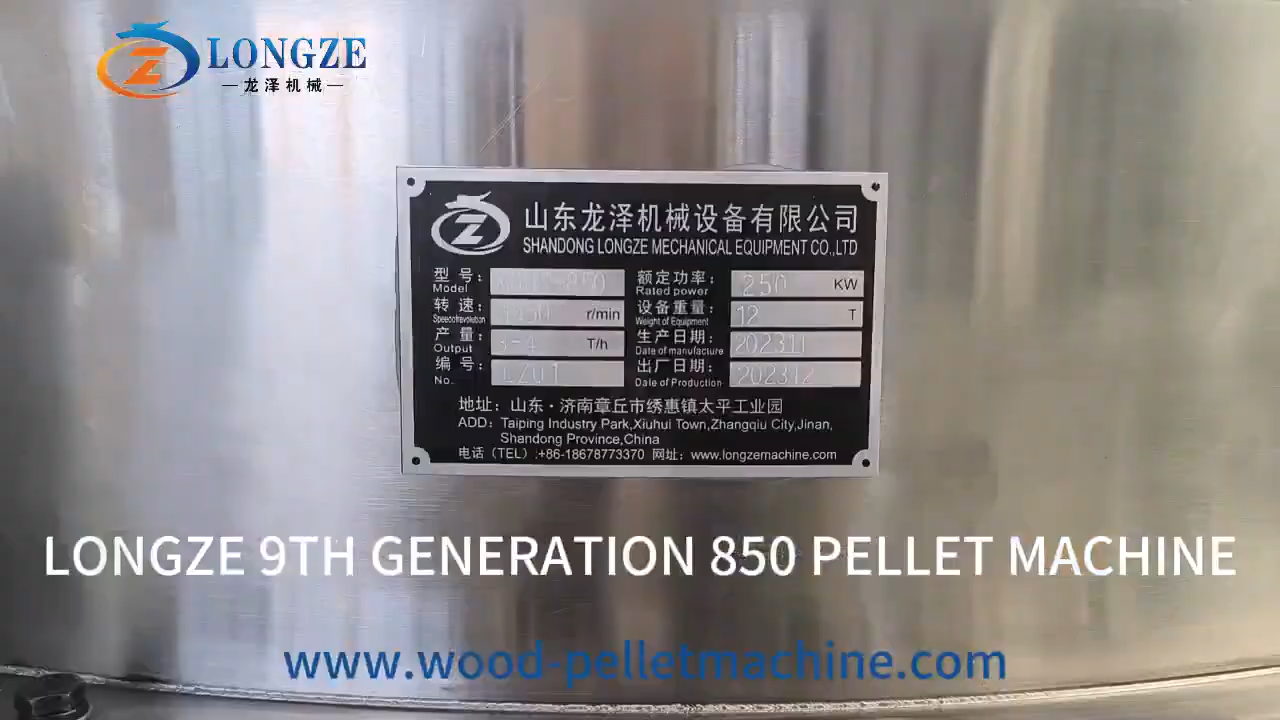 LONGZE
龙泽机械
山东龙泽机械设备有限公司
SHANDONG LONGZE MECHANICAL EQUIPMENT CO.,LTD
型号: 850 额定功率: 250 KW
Model Rated power
转速: r/min 设备重量: 12 T
Speedofrevolution Weight of Equipment
产量: 3-4 T/h 生产日期: 202311
Output Date of manufacture
编号: LZ01 出厂日期: 202312
No. Date of Production
地址: 山东·济南章丘市绣惠镇太平工业园
ADD: Taiping Industry Park,Xiuhui Town,Zhangqiu City,Jinan,
Shandong Province,China
电话(TEL):+86-18678773370 网址: www.longzemachine.com
LONGZE 9TH GENERATION 850 PELLET MACHINE
www.wood-pelletmachine.com